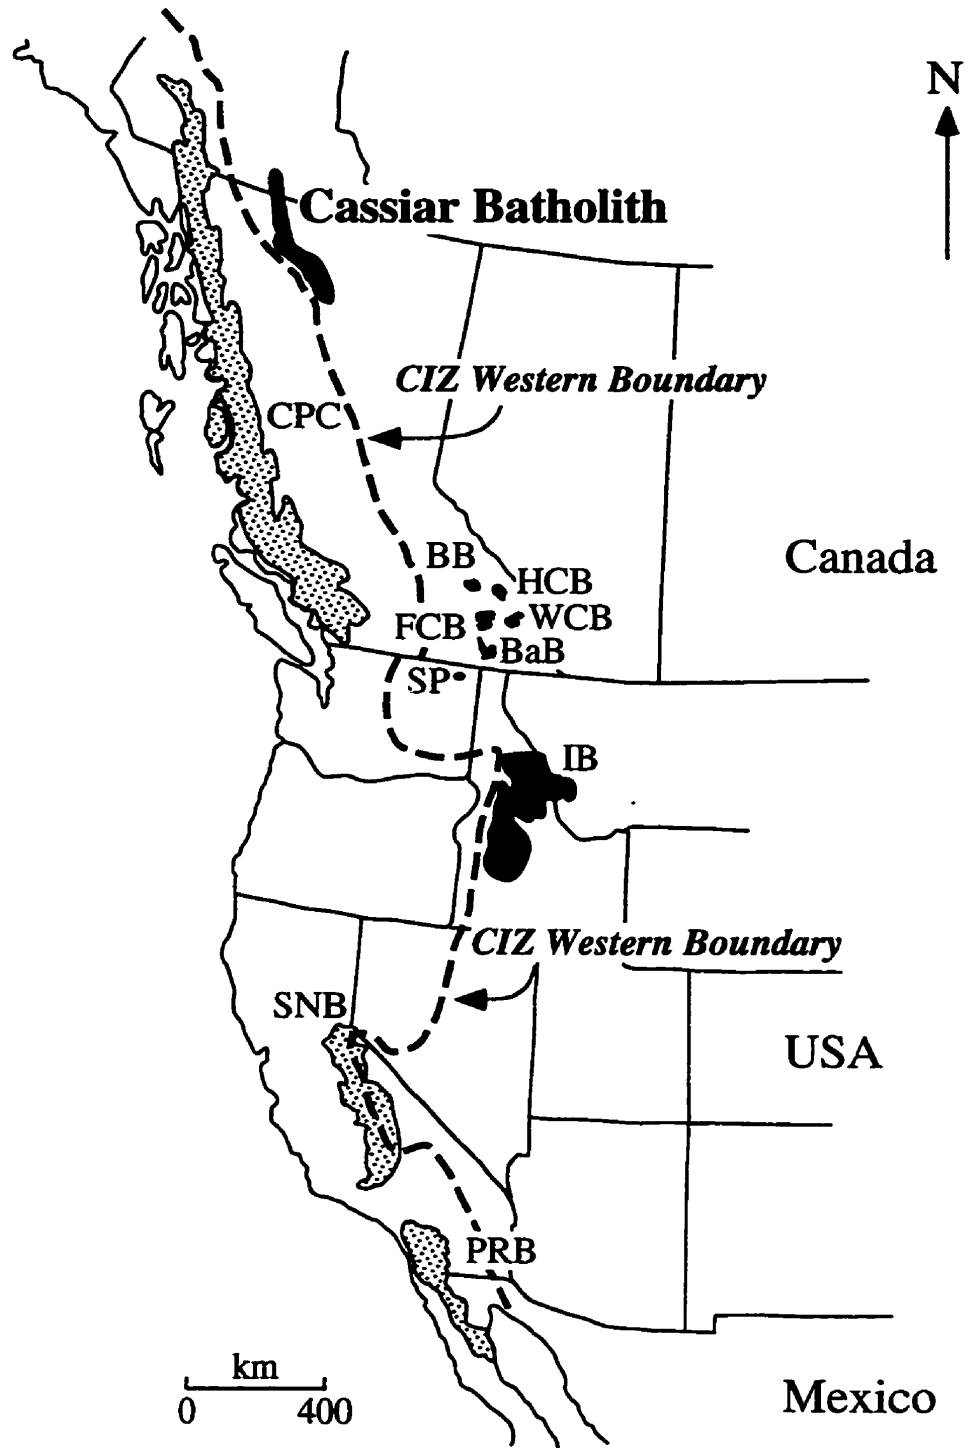 N
Cassiar Batholith
CIZ Western Boundary
CPC
BB
HCB
Canada
FCB
WCB
BaB
SP
IB
CIZ Western Boundary
SNB
USA
PRB
km
0
400
Mexico